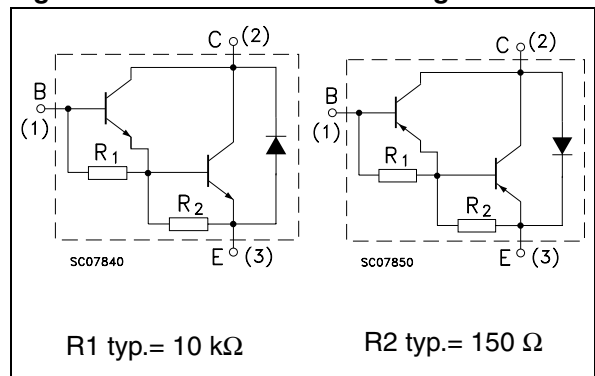 C (2)
B
(1)
R1
R2
E (3)
SC07840
C (2)
B
(1)
R1
R2
E (3)
SC07850
R1 typ.= 10 kΩ
R2 typ.= 150 Ω